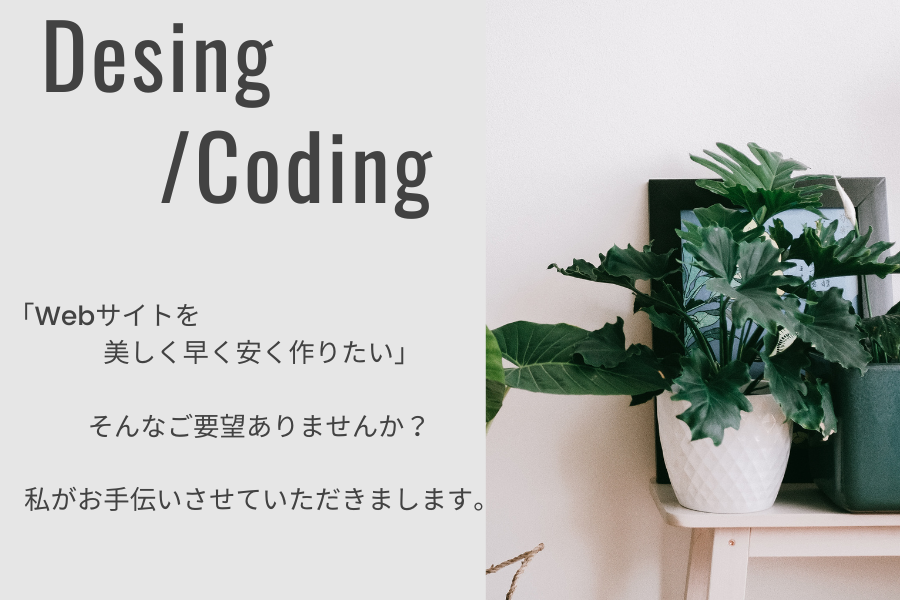 Desing
/Coding
「Webサイトを
美しく早く安く作りたい」
そんなご要望ありませんか？
私がお手伝いさせていただきまします。